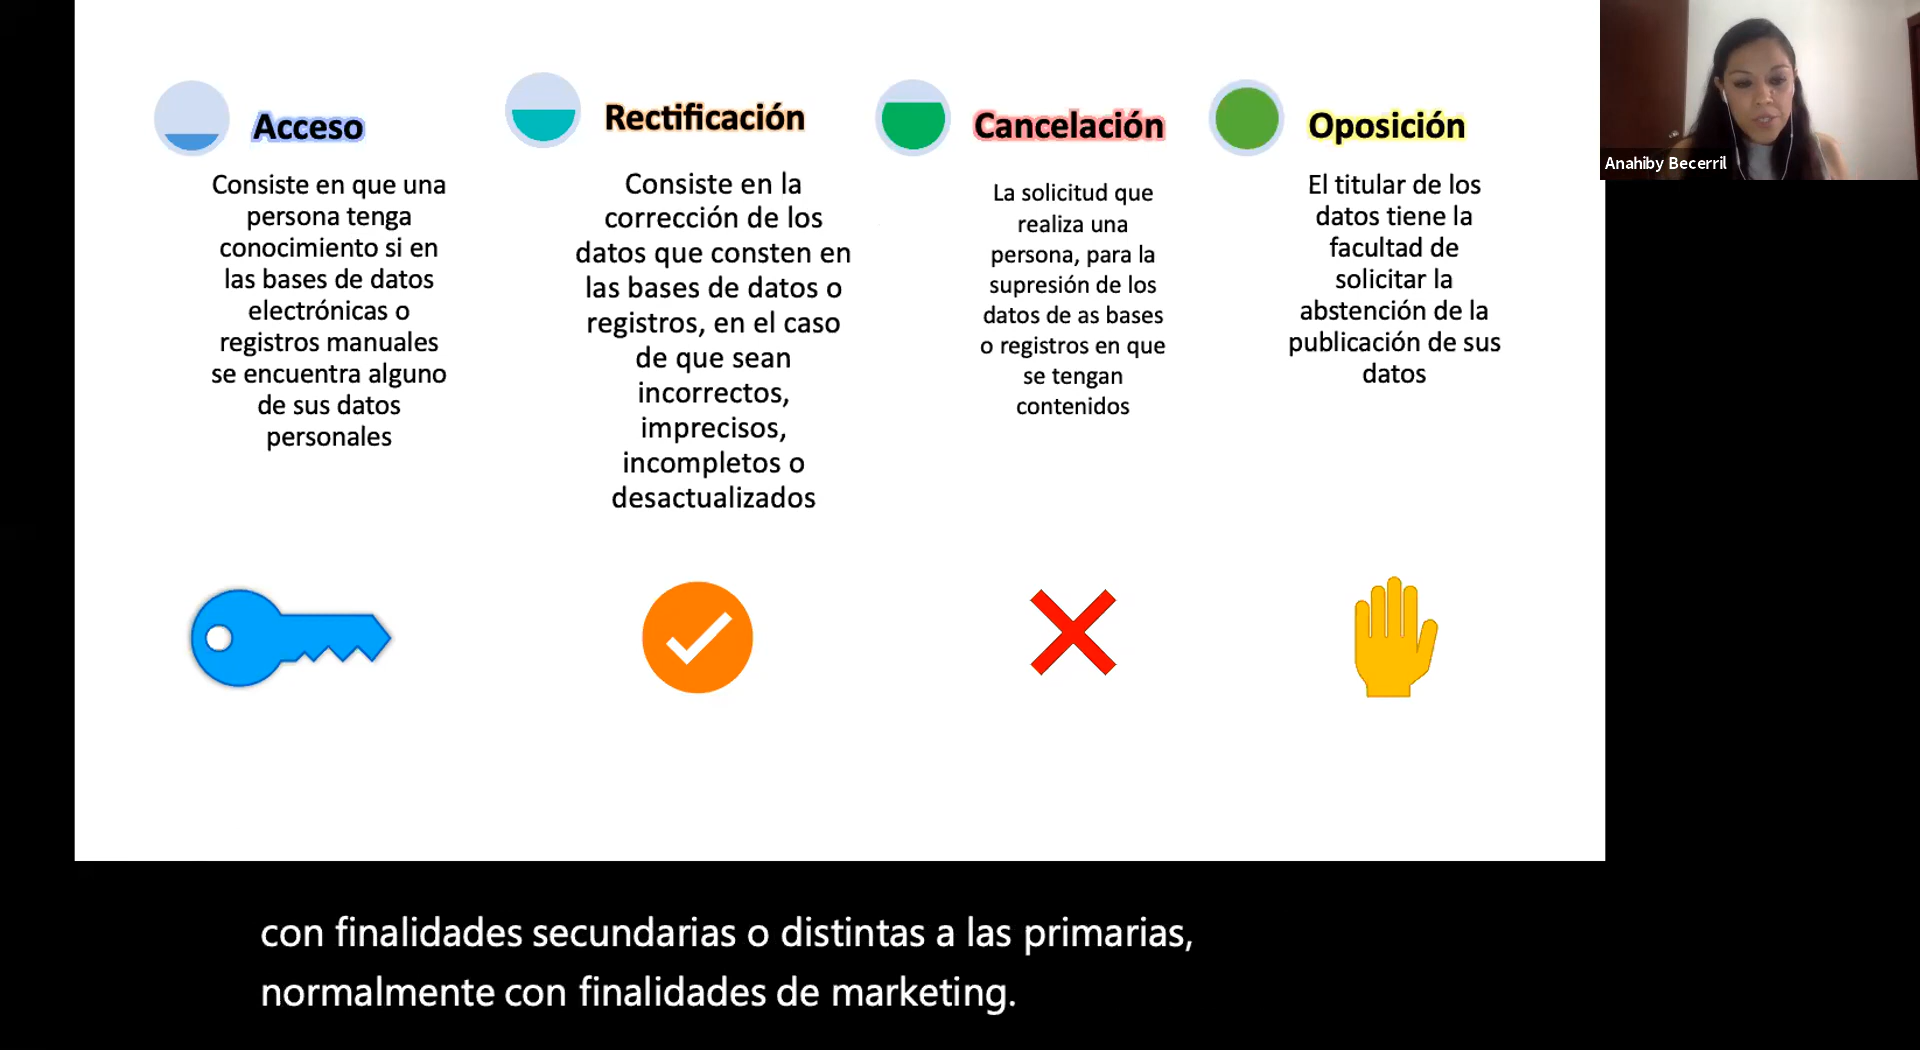 Acceso
Consiste en que una
persona tenga
conocimiento si en
las bases de datos
electrónicas o
registros manuales
se encuentra alguno
de sus datos
personales
Rectificación
Consiste en la
corrección de los
datos que consten en
las bases de datos o
registros, en el caso
de que sean
incorrectos,
imprecisos,
incompletos o
desactualizados
Cancelación
La solicitud que
realiza una
persona, para la
supresión de los
datos de as bases
o registros en que
se tengan
contenidos
Oposición
El titular de los
datos tiene la
facultad de
solicitar la
abstención de la
publicación de sus
datos
Anahiby Becerril
con finalidades secundarias o distintas a las primarias,
normalmente con finalidades de marketing.